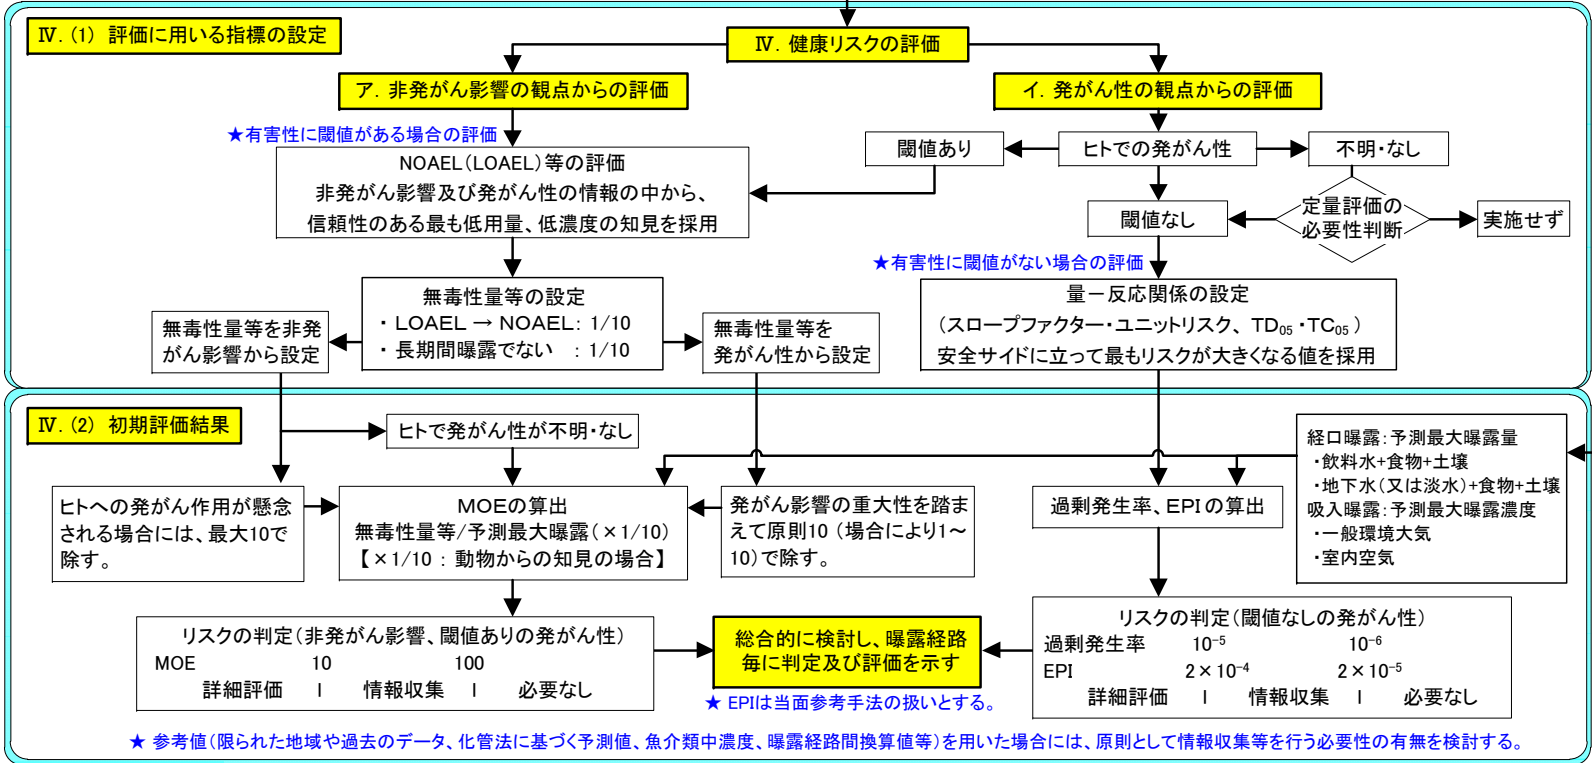 Ⅳ．(1) 評価に用いる指標の設定
Ⅳ．健康リスクの評価
ア．非発がん影響の観点からの評価
イ．発がん性の観点からの評価
★有害性に閾値がある場合の評価
NOAEL（LOAEL）等の評価
非発がん影響及び発がん性の情報の中から、
信頼性のある最も低用量、低濃度の知見を採用
閾値あり
ヒトでの発がん性
不明・なし
閾値なし
定量評価の
必要性判断
実施せず
★有害性に閾値がない場合の評価
無毒性量等を非発
がん影響から設定
無毒性量等の設定
・ LOAEL → NOAEL： 1/10
・ 長期間曝露でない ： 1/10
無毒性量等を
発がん性から設定
量－反応関係の設定
（スロープファクター・ユニットリスク、 TD₀₅・TC₀₅）
安全サイドに立って最もリスクが大きくなる値を採用
Ⅳ．(2) 初期評価結果
ヒトで発がん性が不明・なし
ヒトへの発がん作用が懸念
される場合には、最大10で
除す。
MOEの算出
無毒性量等/予測最大曝露（×1/10）
【×1/10 ： 動物からの知見の場合】
発がん影響の重大性を踏ま
えて原則10 （場合により1～
10）で除す。
過剰発生率、EPIの算出
経口曝露：予測最大曝露量
・飲料水+食物+土壌
・地下水（又は淡水）+食物+土壌
吸入曝露：予測最大曝露濃度
・一般環境大気
・室内空気
リスクの判定（非発がん影響、閾値ありの発がん性）
MOE 10 100
詳細評価 ｌ 情報収集 ｌ 必要なし
総合的に検討し、曝露経路
毎に判定及び評価を示す
★ EPIは当面参考手法の扱いとする。
リスクの判定（閾値なしの発がん性）
過剰発生率 10⁻⁵ 10⁻⁶
EPI 2×10⁻⁴ 2×10⁻⁵
詳細評価 ｌ 情報収集 ｌ 必要なし
★ 参考値（限られた地域や過去のデータ、化管法に基づく予測値、魚介類中濃度、曝露経路間換算値等）を用いた場合には、原則として情報収集等を行う必要性の有無を検討する。